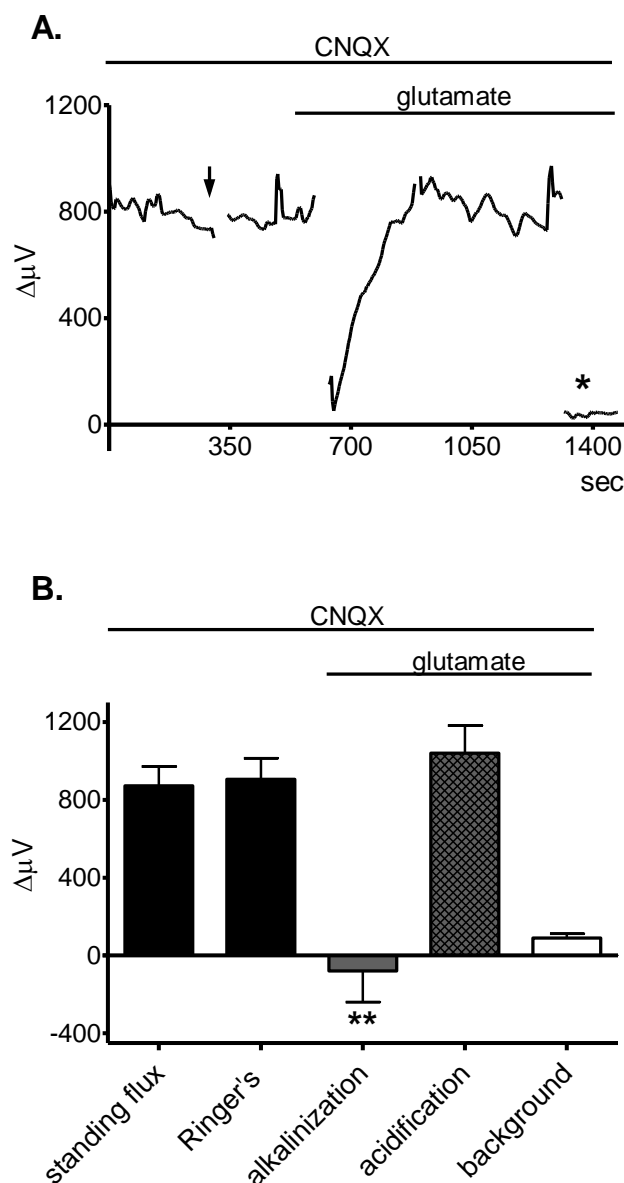 A.
CNQX
glutamate
1200
800
400
0
ΔμV
350 700 1050 1400
sec
*
B.
CNQX
glutamate
1200
800
400
0
-400
ΔμV
**
standing flux
Ringer's
alkalinization
acidification
background